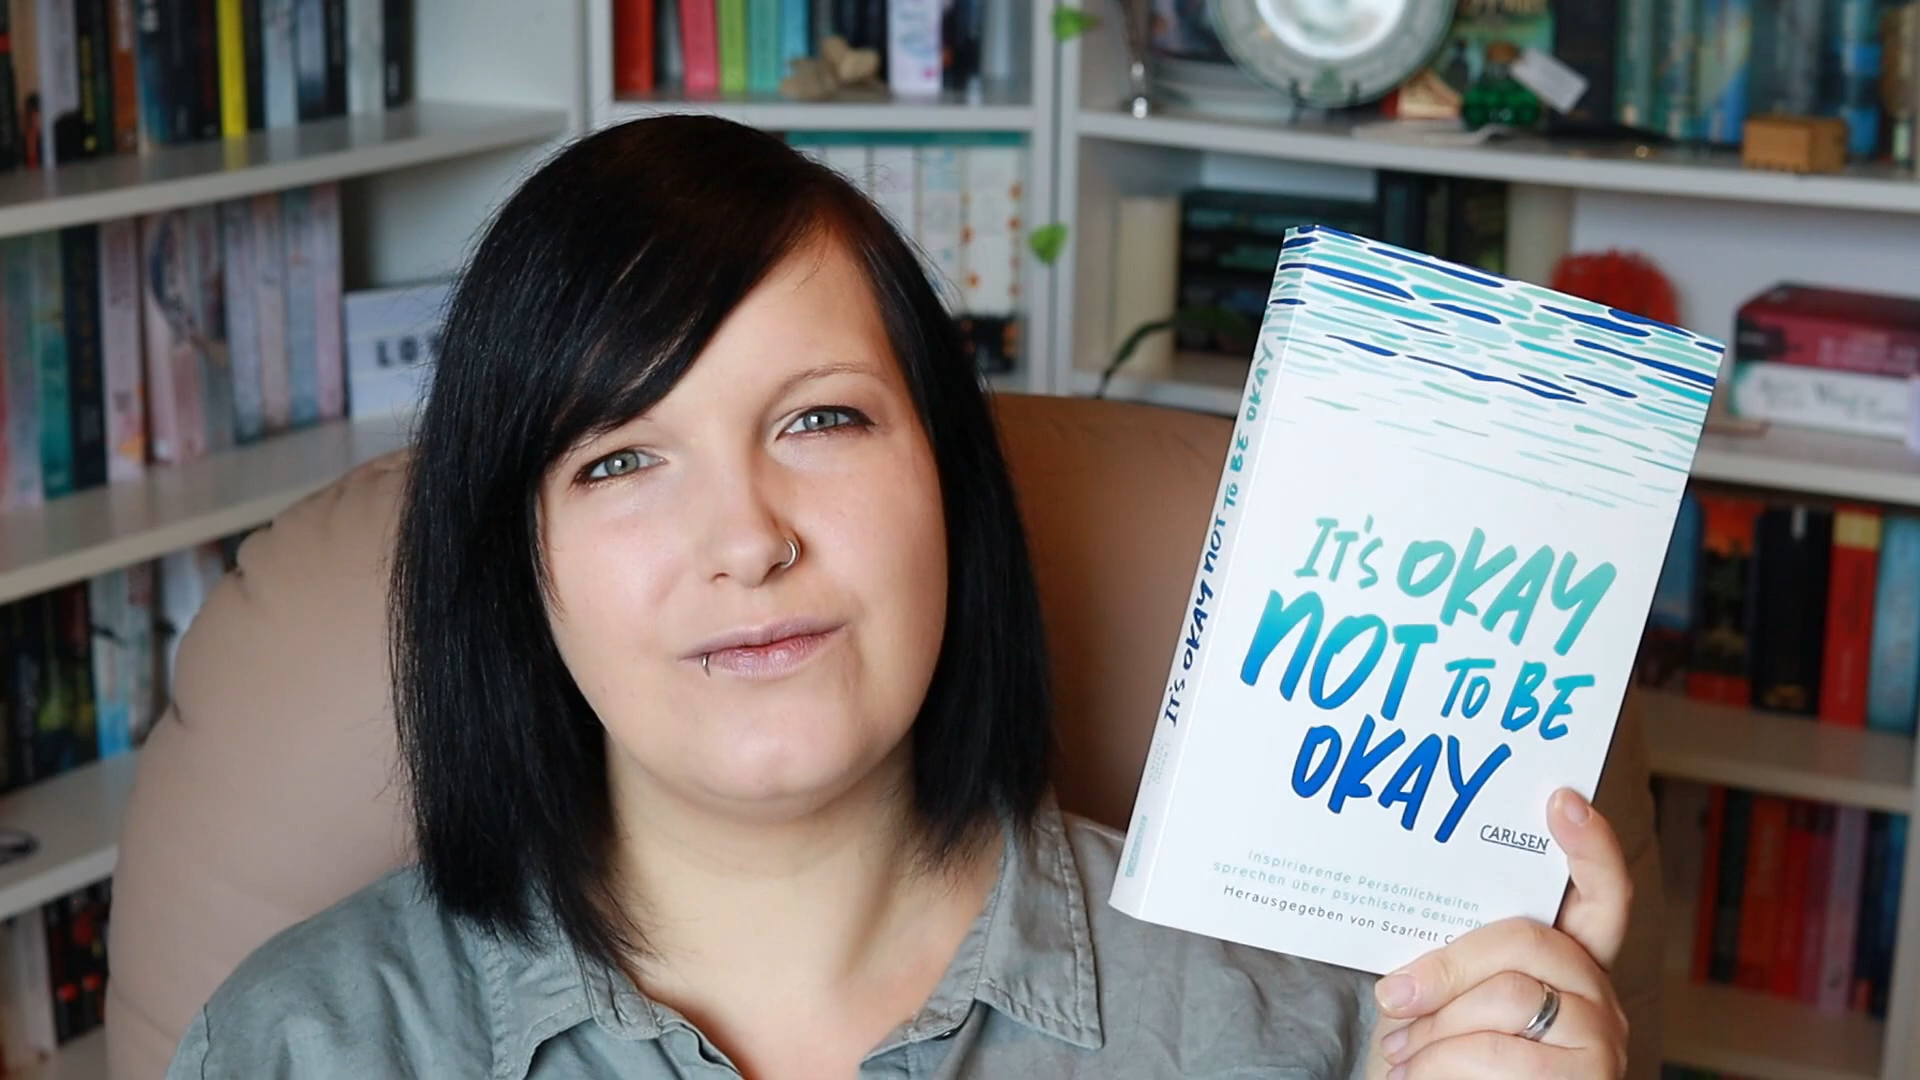 IT'S OKAY
NOT TO BE
OKAY
CARLSEN
Inspirierende Persönlichkeiten
sprechen über psychische
Herausgegeben von Scarlett
IT'S OKAY NOT TO BE OKAY